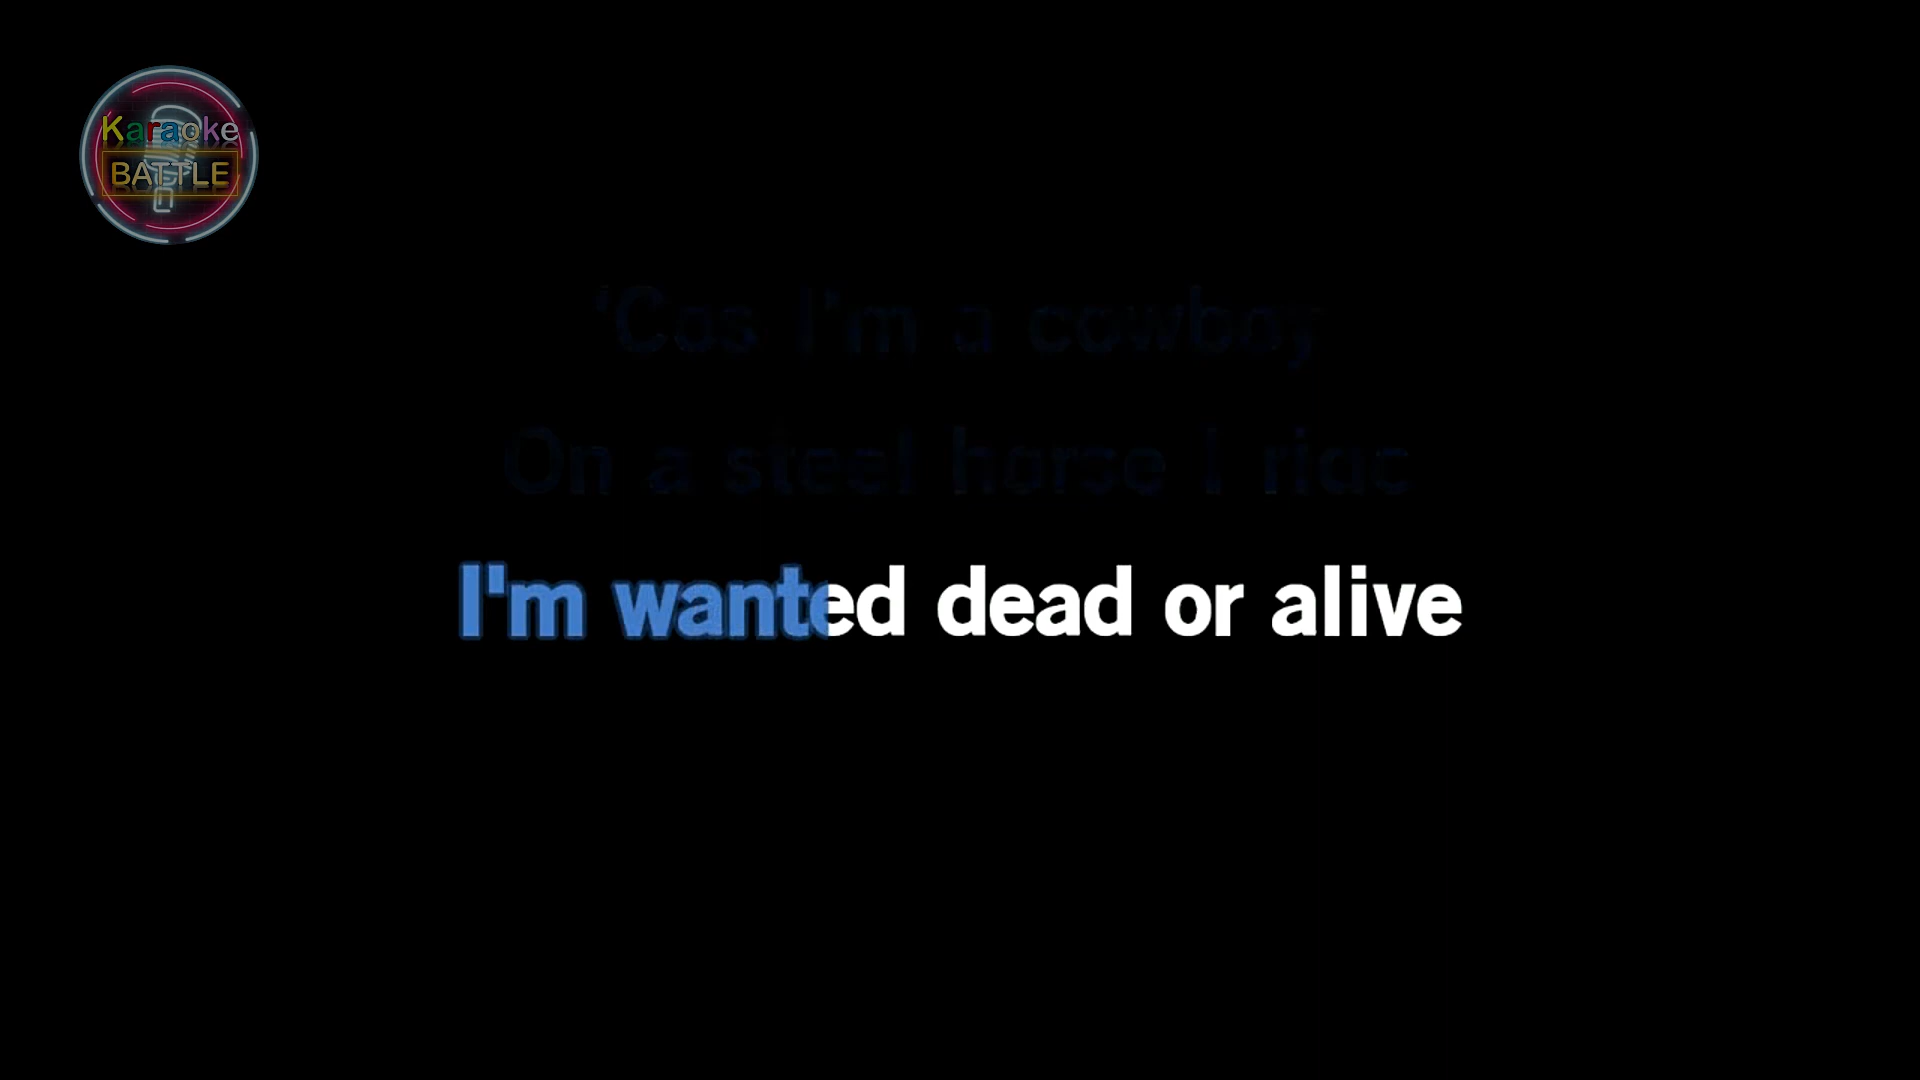 Karaoke
BATTLE
‘Cos I’m a cowboy
On a steel horse I ride
I'm wanted dead or alive